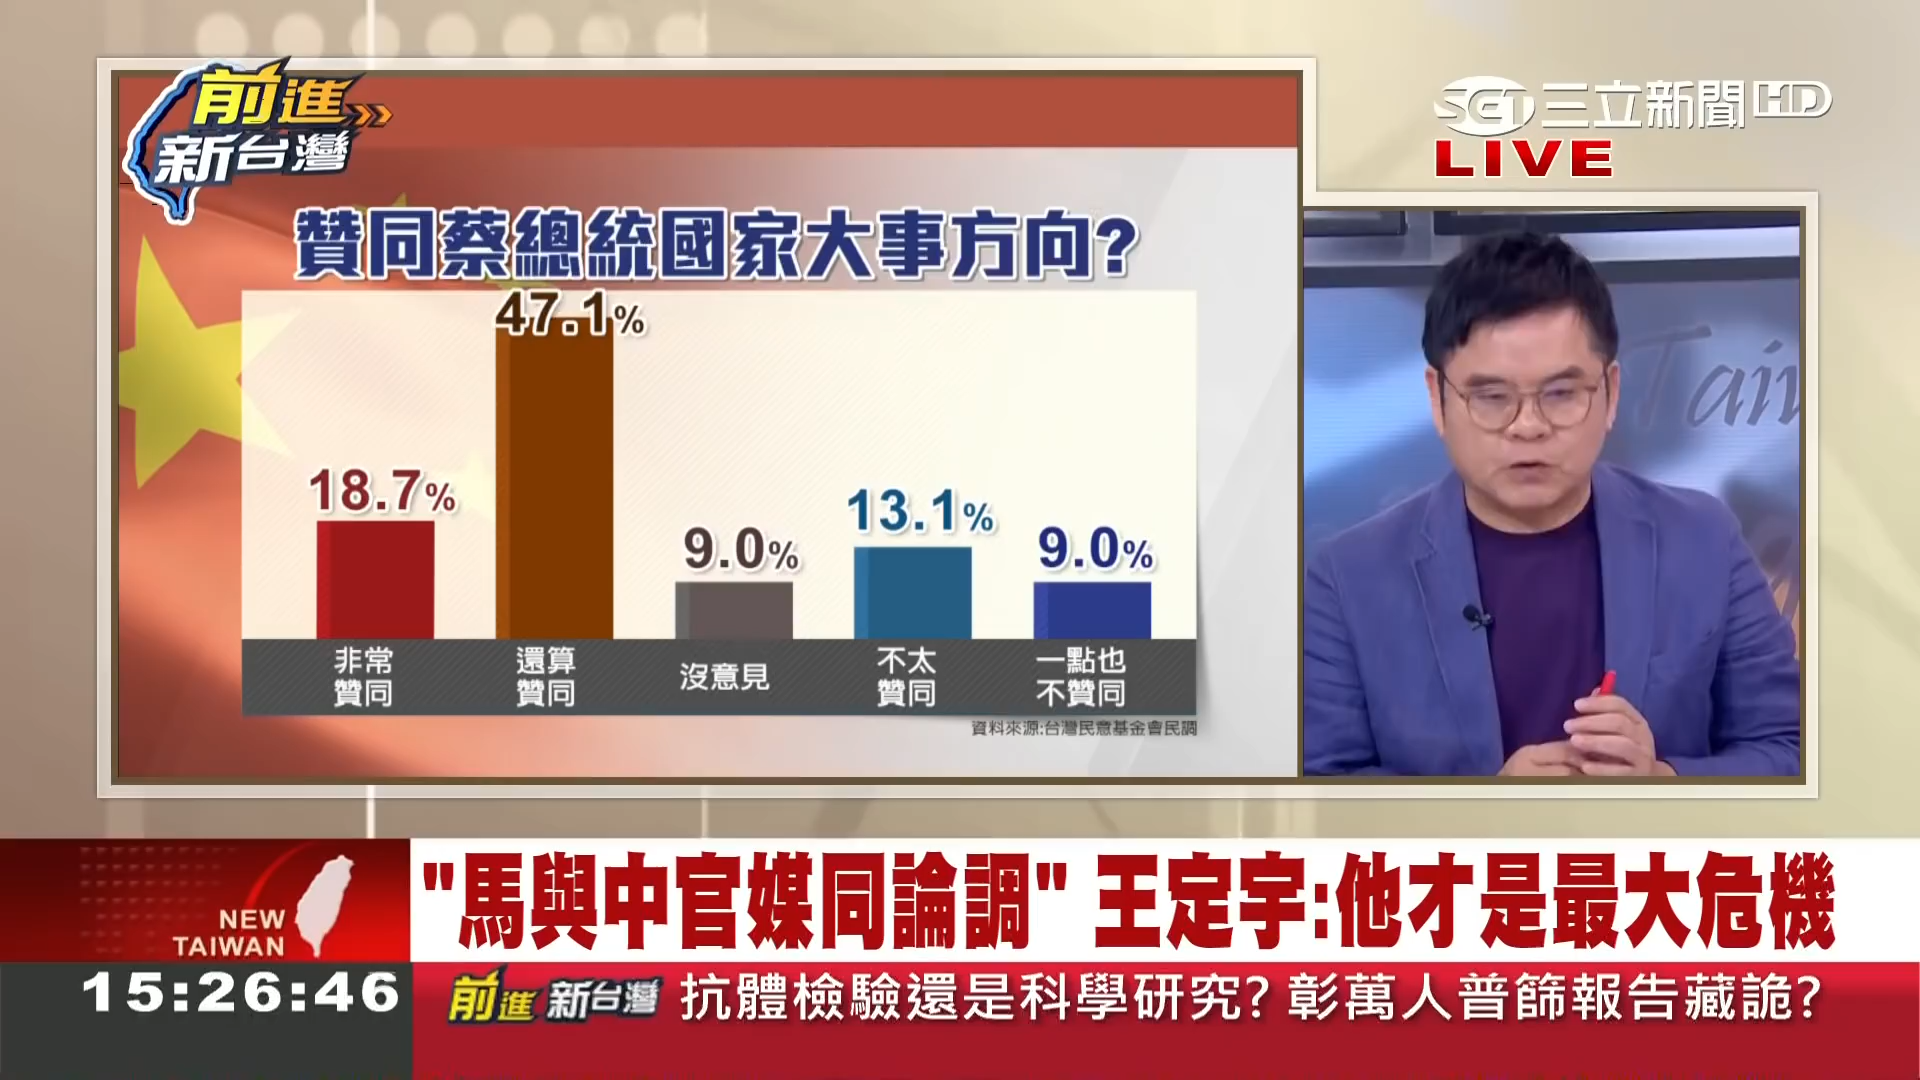 前進
新台灣
SET三立新聞HD
LIVE
贊同蔡總統國家大事方向?
47.1%
18.7%
9.0%
13.1%
9.0%
非常
贊同
還算
贊同
沒意見
不太
贊同
一點也
不贊同
資料來源:台灣民意基金會民調
Taiw
"馬與中官媒同論調" 王定宇:他才是最大危機
NEW
TAIWAN
15:26:46
前進新台灣 抗體檢驗還是科學研究? 彰萬人普篩報告藏詭?